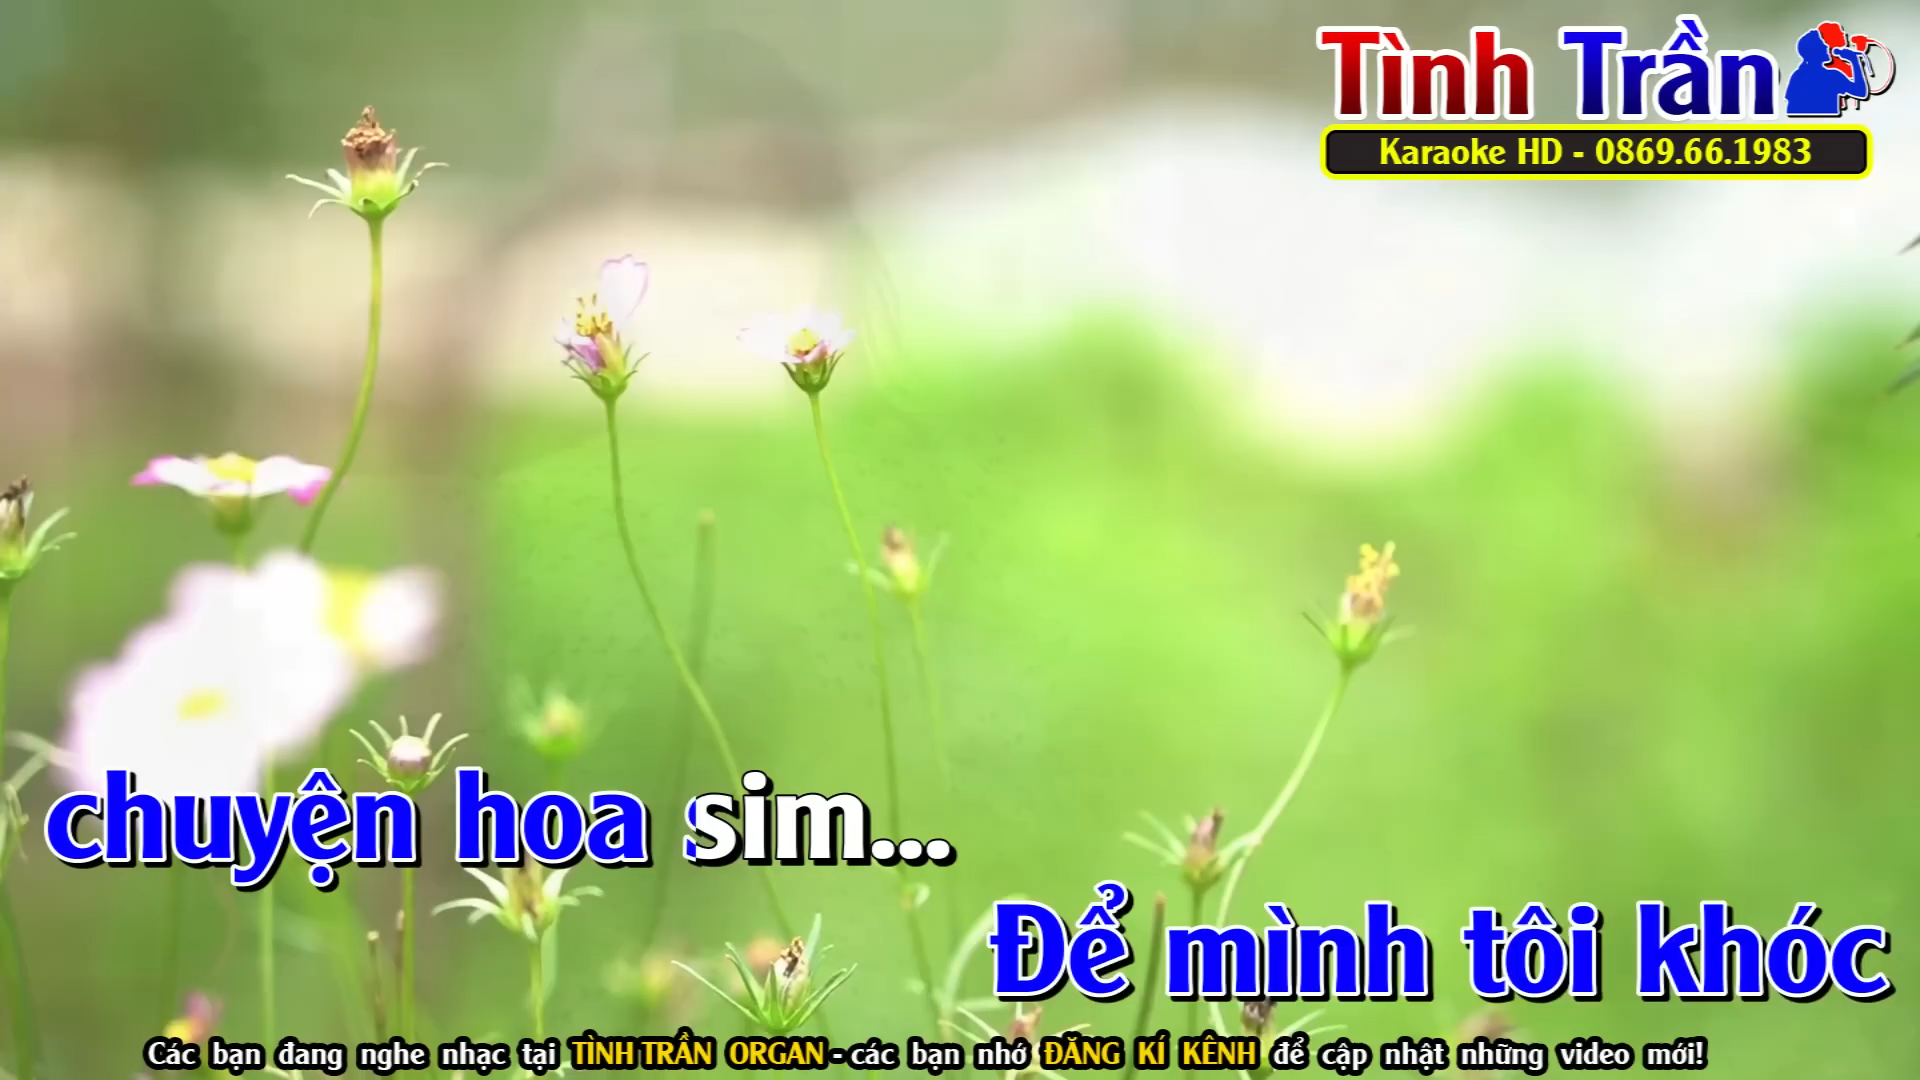 Tình Trần
Karaoke HD - 0869.66.1983
chuyện hoa sim...
Để mình tôi khóc
Các bạn đang nghe nhạc tại TÌNH TRẦN ORGAN - các bạn nhớ ĐĂNG KÍ KÊNH để cập nhật những video mới!